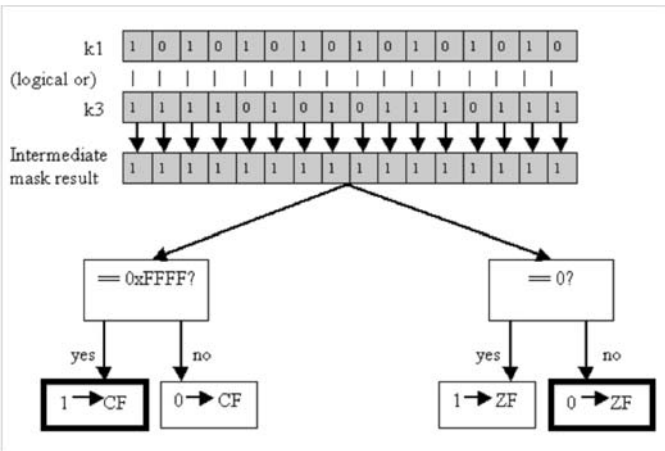 k1 1 0 1 0 1 0 1 0 1 0 1 0 1 0 1 0
(logical or) | | | | | | | | | | | | | | | |
k3 1 1 1 1 0 1 0 1 0 1 1 1 0 1 1 1
Intermediate
mask result 1 1 1 1 1 1 1 1 1 1 1 1 1 1 1 1
== 0xFFFF?
== 0?
yes
no
yes
no
1 → CF
0 → CF
1 → ZF
0 → ZF